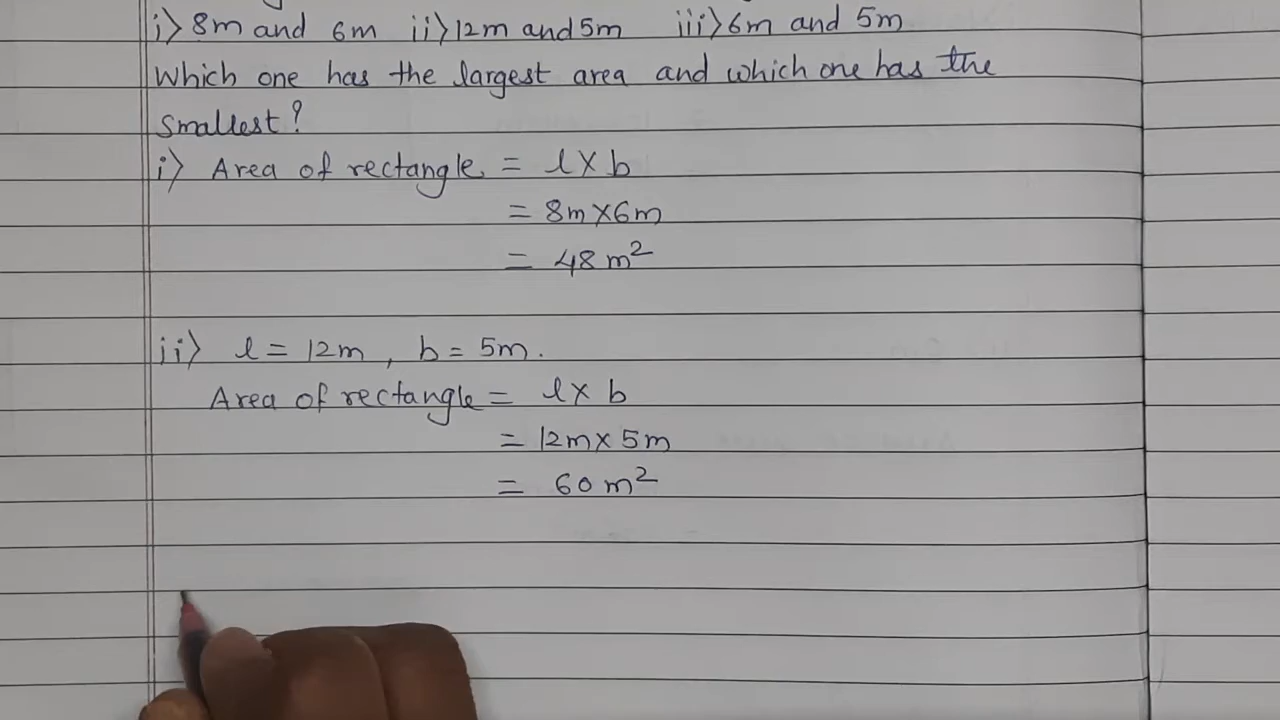 i) 8m and 6m ii) 12m and 5m iii) 6m and 5m
Which one has the largest area and which one has the
smallest?
i) Area of rectangle = l × b
= 8m × 6m
= 48 m²
ii) l = 12m, b = 5m.
Area of rectangle = l × b
= 12m × 5m
= 60 m²